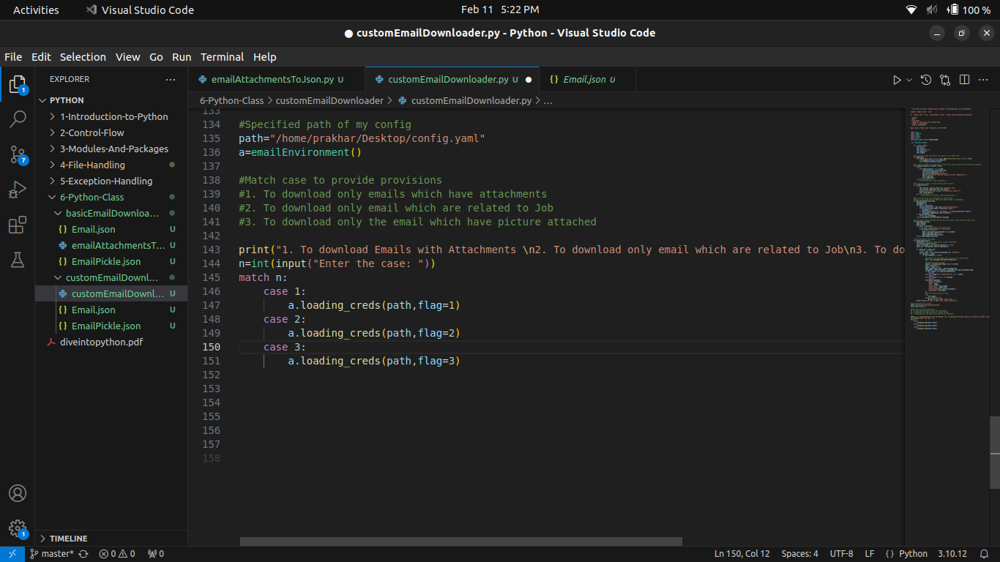 Activities
Visual Studio Code
Feb 11 5:22 PM
100 %
● customEmailDownloader.py - Python - Visual Studio Code
File Edit Selection View Go Run Terminal Help
EXPLORER
emailAttachmentsToJson.py U
customEmailDownloader.py U ●
{} Email.json U
6-Python-Class > customEmailDownloader > customEmailDownloader.py > ...
1
PYTHON
1-Introduction-to-Python
2-Control-Flow
3-Modules-And-Packages
4-File-Handling
5-Exception-Handling
6-Python-Class
basicEmailDownloa...
{} Email.json U
emailAttachmentsT... U
{} EmailPickle.json U
customEmailDownl...
customEmailDownl... U
{} Email.json U
{} EmailPickle.json U
diveintopython.pdf
7
1
TIMELINE
133
134 #Specified path of my config
135 path="/home/prakhar/Desktop/config.yaml"
136 a=emailEnvironment()
137
138 #Match case to provide provisions
139 #1. To download only emails which have attachments
140 #2. To download only email which are related to Job
141 #3. To download only the email which have picture attached
142
143 print("1. To download Emails with Attachments \n2. To download only email which are related to Job\n3. To do
144 n=int(input("Enter the case: "))
145 match n:
146 case 1:
147 a.loading_creds(path,flag=1)
148 case 2:
149 a.loading_creds(path,flag=2)
150 case 3:
151 a.loading_creds(path,flag=3)
152
153
154
155
156
157
158
master* 0 0 0
Ln 150, Col 12 Spaces: 4 UTF-8 LF {} Python 3.10.12